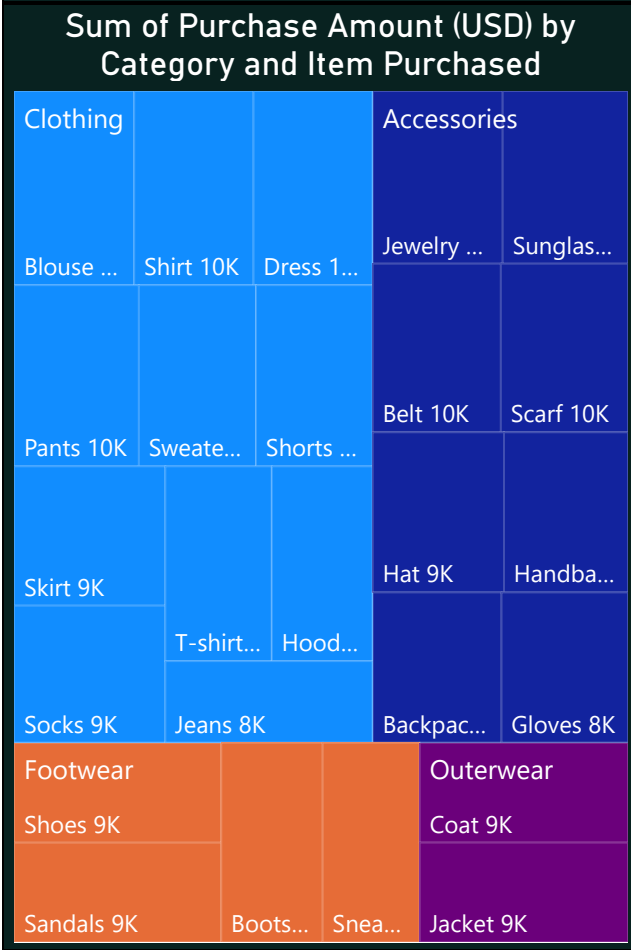 Sum of Purchase Amount (USD) by
Category and Item Purchased
Clothing
Blouse ...
Shirt 10K
Dress 1...
Pants 10K
Sweate...
Shorts ...
Skirt 9K
T-shirt...
Hood...
Socks 9K
Jeans 8K
Accessories
Jewelry ...
Sunglas...
Belt 10K
Scarf 10K
Hat 9K
Handba...
Backpac...
Gloves 8K
Footwear
Shoes 9K
Sandals 9K
Boots...
Snea...
Outerwear
Coat 9K
Jacket 9K